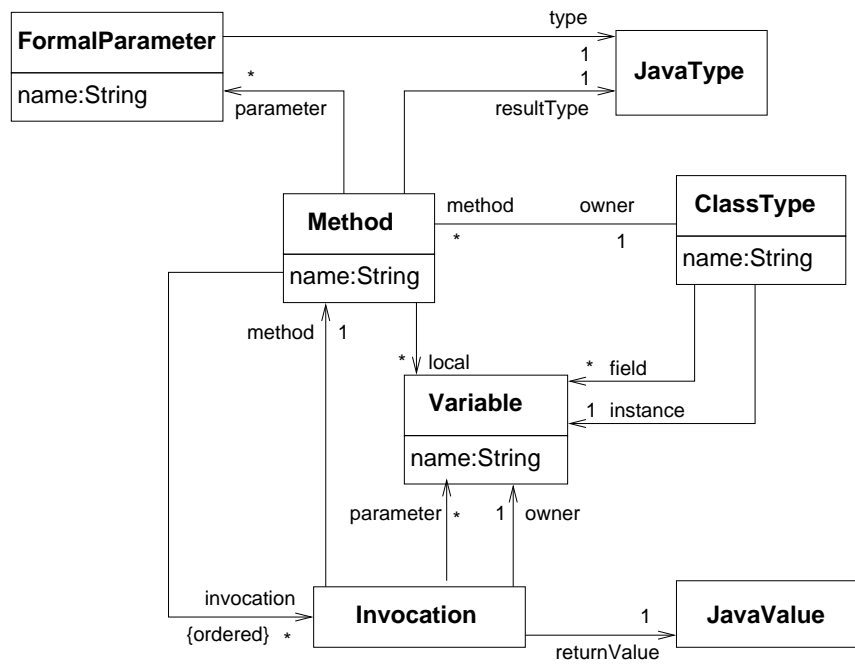 type
FormalParameter
1
JavaType
name:String
*
parameter
1
resultType
Method
name:String
method
*
owner
1
ClassType
name:String
method 1
* local
* field
Variable
1 instance
name:String
parameter *
1 owner
invocation
{ordered} *
Invocation
1
returnValue
JavaValue